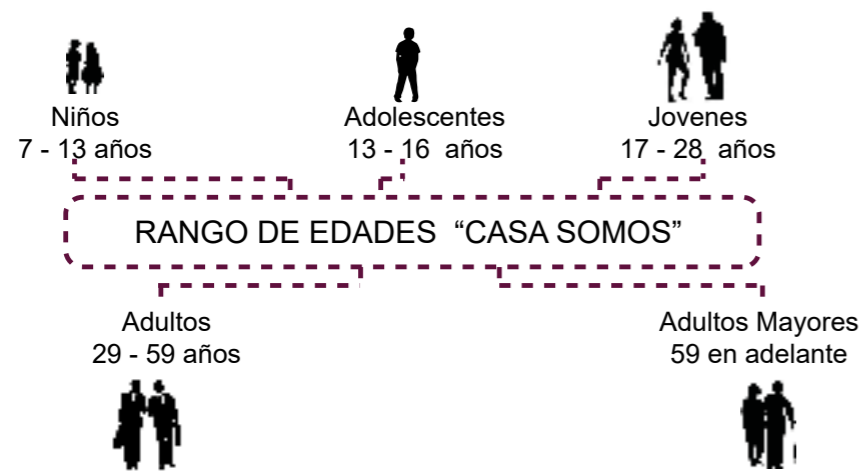 Niños
7 - 13 años
Adolescentes
13 - 16 años
Jovenes
17 - 28 años
RANGO DE EDADES “CASA SOMOS”
Adultos
29 - 59 años
Adultos Mayores
59 en adelante